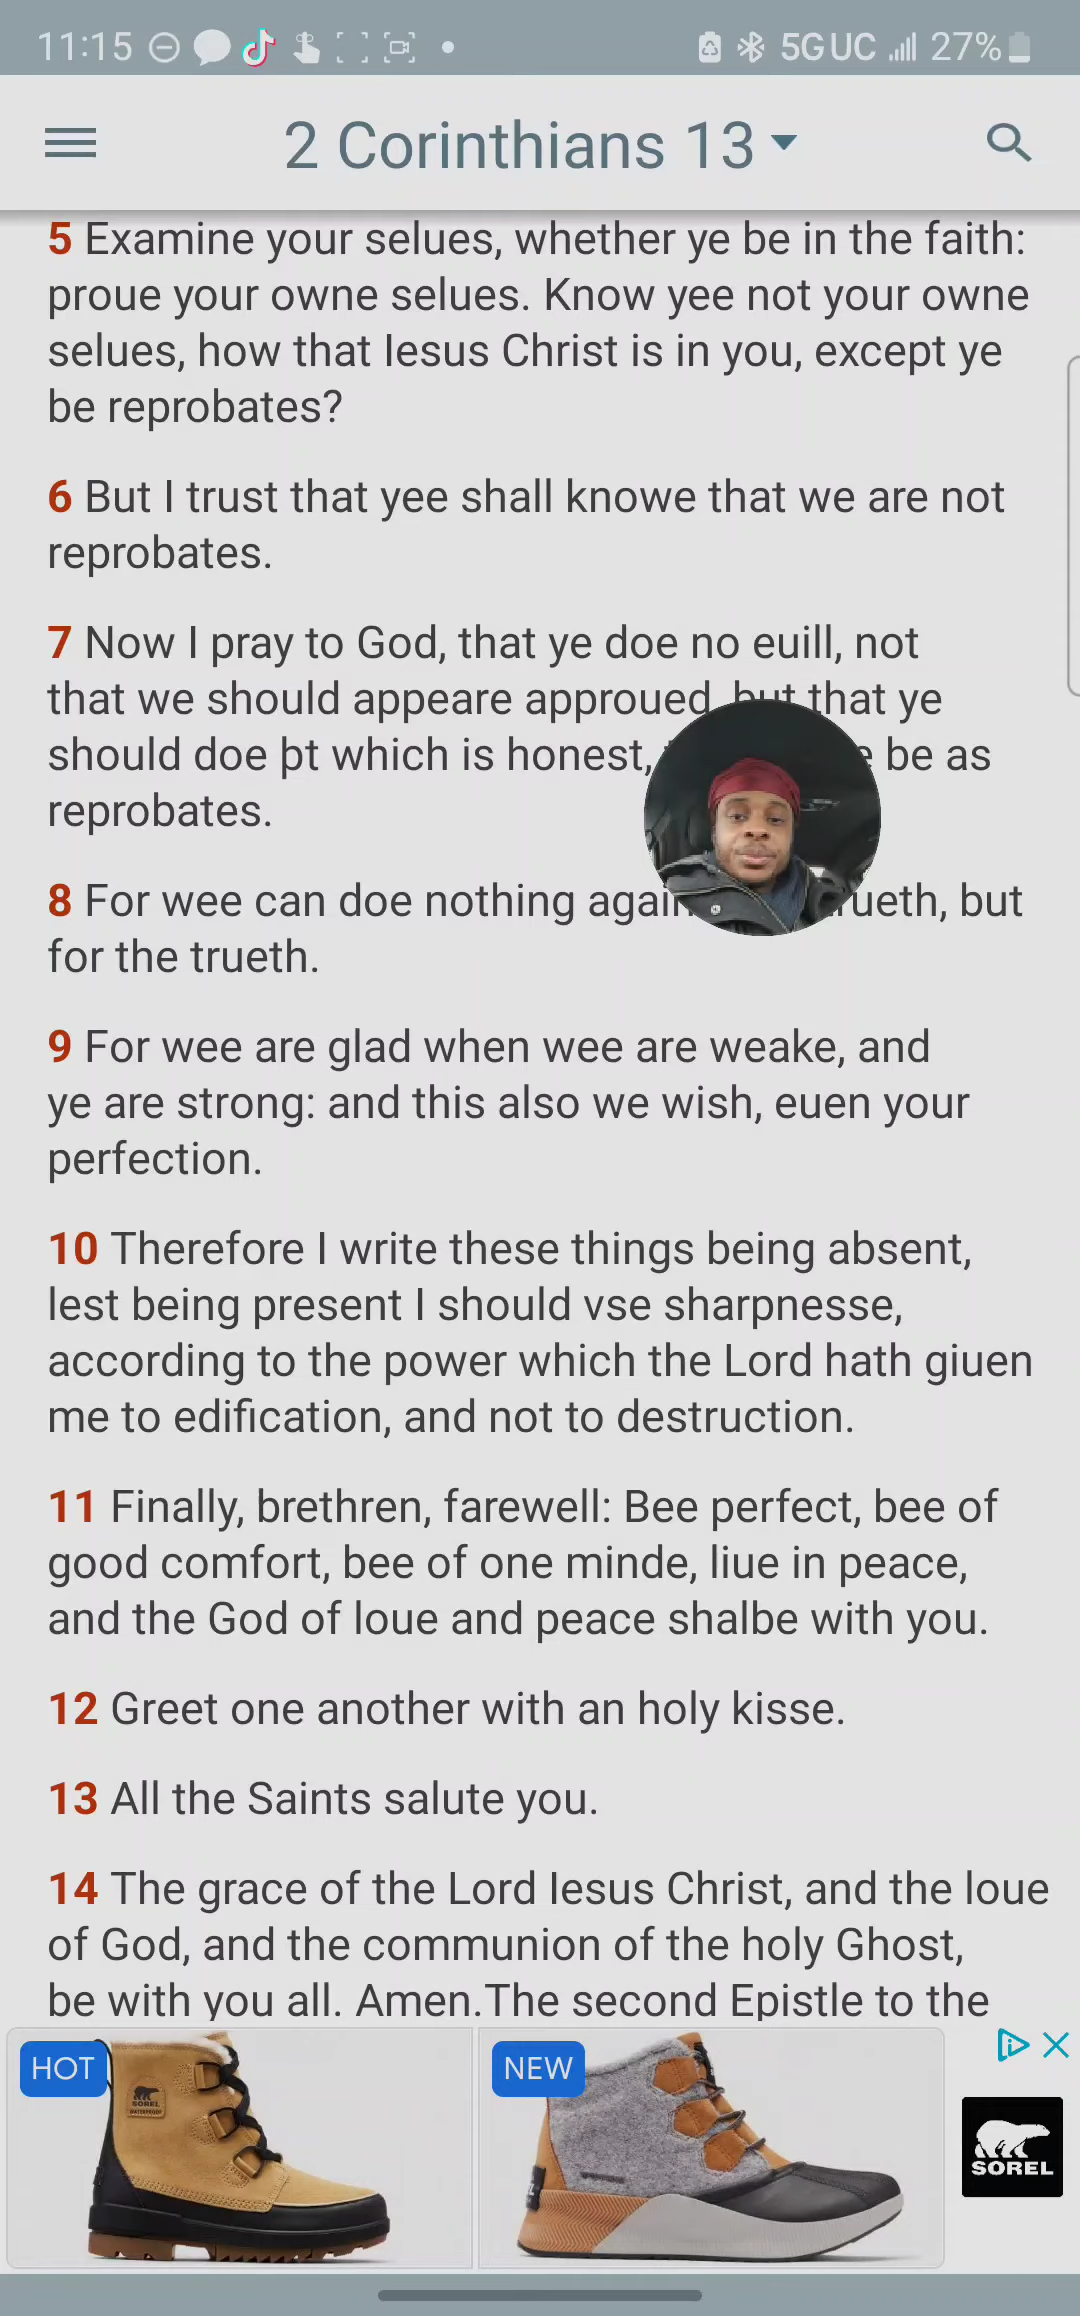 11:15
5G UC
27%
2 Corinthians 13
5 Examine your selues, whether ye be in the faith:
proue your owne selues. Know yee not your owne
selues, how that Iesus Christ is in you, except ye
be reprobates?
6 But I trust that yee shall knowe that we are not
reprobates.
7 Now I pray to God, that ye doe no euill, not
that we should appeare approued, but that ye
should doe þt which is honest, be as
reprobates.
8 For wee can doe nothing but
for the trueth.
9 For wee are glad when wee are weake, and
ye are strong: and this also we wish, euen your
perfection.
10 Therefore I write these things being absent,
lest being present I should vse sharpnesse,
according to the power which the Lord hath giuen
me to edification, and not to destruction.
11 Finally, brethren, farewell: Bee perfect, bee of
good comfort, bee of one minde, liue in peace,
and the God of loue and peace shalbe with you.
12 Greet one another with an holy kisse.
13 All the Saints salute you.
14 The grace of the Lord Iesus Christ, and the loue
of God, and the communion of the holy Ghost,
be with you all. Amen.The second Epistle to the
HOT
NEW
SOREL
WATERPROOF
SOREL